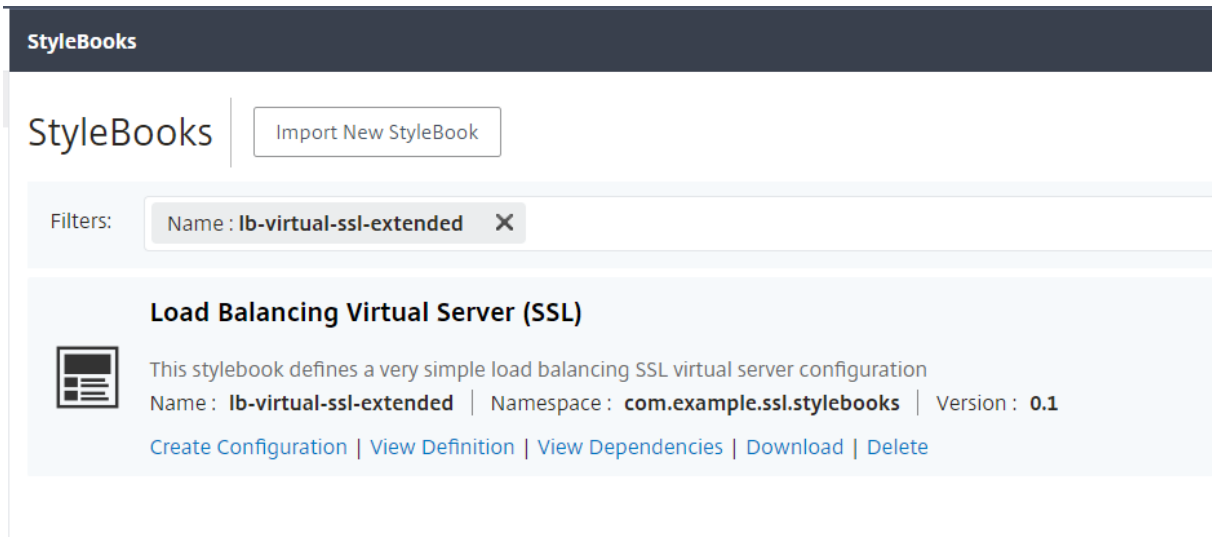 StyleBooks
StyleBooks Import New StyleBook
Filters: Name : lb-virtual-ssl-extended
Load Balancing Virtual Server (SSL)
This stylebook defines a very simple load balancing SSL virtual server configuration
Name : lb-virtual-ssl-extended | Namespace : com.example.ssl.stylebooks | Version : 0.1
Create Configuration | View Definition | View Dependencies | Download | Delete